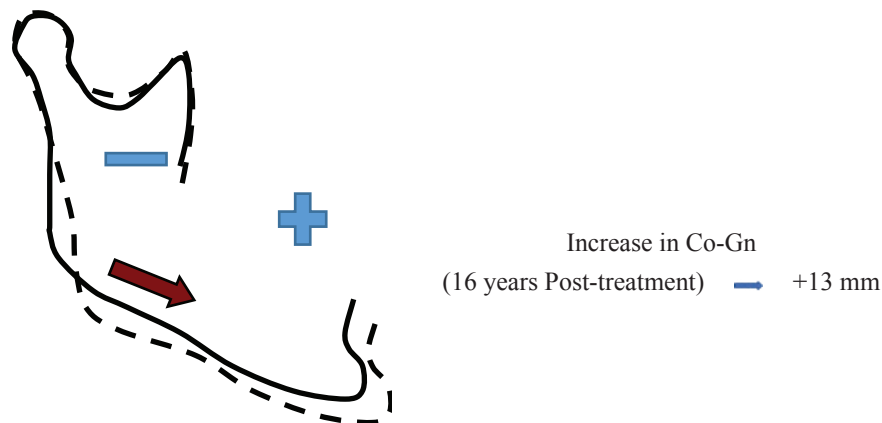 Increase in Co-Gn
(16 years Post-treatment) +13 mm